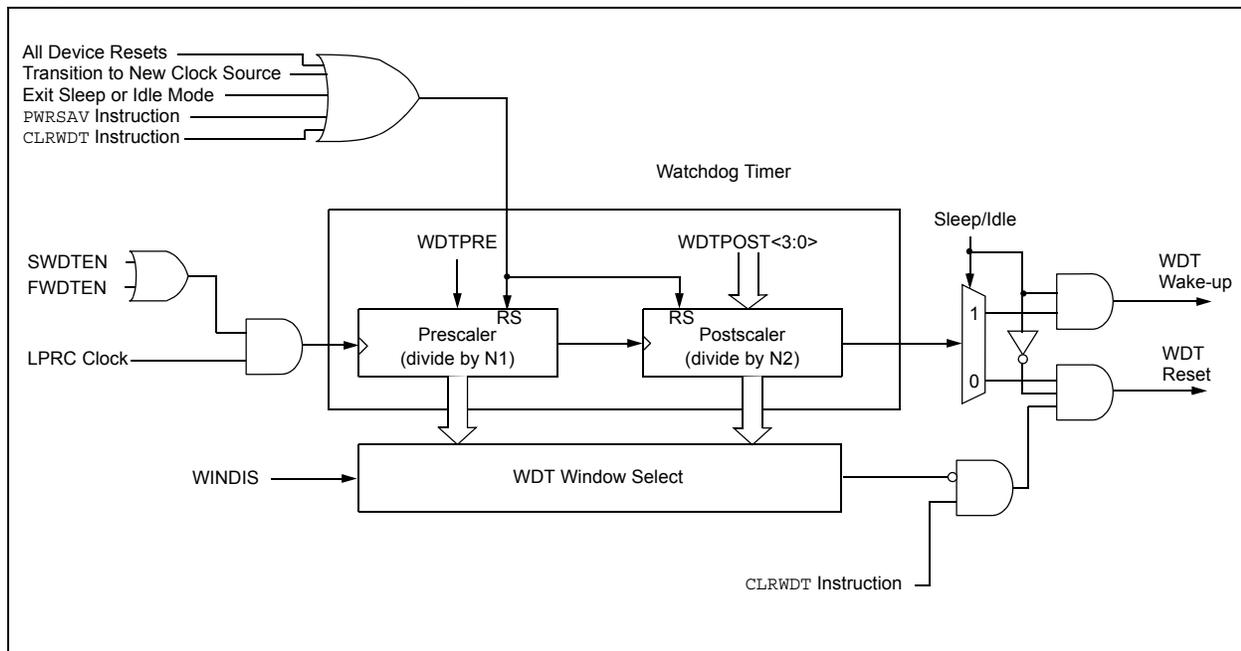 All Device Resets
Transition to New Clock Source
Exit Sleep or Idle Mode
PWRSAV Instruction
CLRWDT Instruction
Watchdog Timer
Sleep/Idle
WDTPRE
WDTPOST<3:0>
SWDTEN
FWDTEN
WDT
Wake-up
RS
RS
1
Prescaler
(divide by N1)
Postscaler
(divide by N2)
LPRC Clock
WDT
Reset
0
WINDIS
WDT Window Select
CLRWDT Instruction